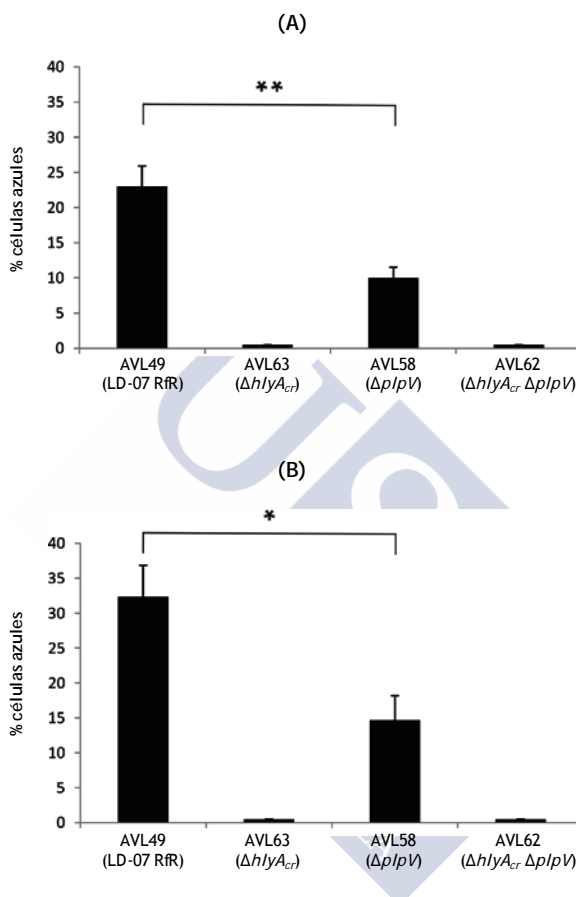 (A)
% células azules
40
35
30
25
20
15
10
5
0
**
AVL49 AVL63 AVL58 AVL62
(LD-07 RifR) (ΔhlyAcr) (ΔplpV) (ΔhlyAcr ΔplpV)
(B)
% células azules
40
35
30
25
20
15
10
5
0
*
AVL49 AVL63 AVL58 AVL62
(LD-07 RifR) (ΔhlyAcr) (ΔplpV) (ΔhlyAcr ΔplpV)